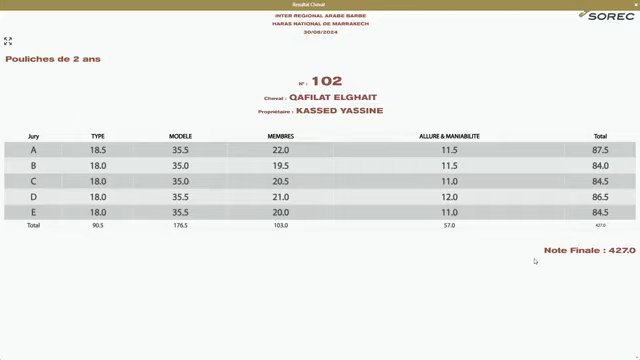 Resultat Cheval
INTER REGIONAL ARABE BARBE
HARAS NATIONAL DE MARRAKECH
30/08/2024
SOREC
Pouliches de 2 ans
N° : 102
Cheval : QAFILAT ELGHAIT
Propriétaire : KASSED YASSINE
Jury TYPE MODELE MEMBRES ALLURE & MANIABILITE Total
A 18.5 35.5 22.0 11.5 87.5
B 18.0 35.0 19.5 11.5 84.0
C 18.0 35.0 20.5 11.0 84.5
D 18.0 35.5 21.0 12.0 86.5
E 18.0 35.5 20.0 11.0 84.5
Total 90.5 176.5 103.0 57.0 427.0
Note Finale : 427.0